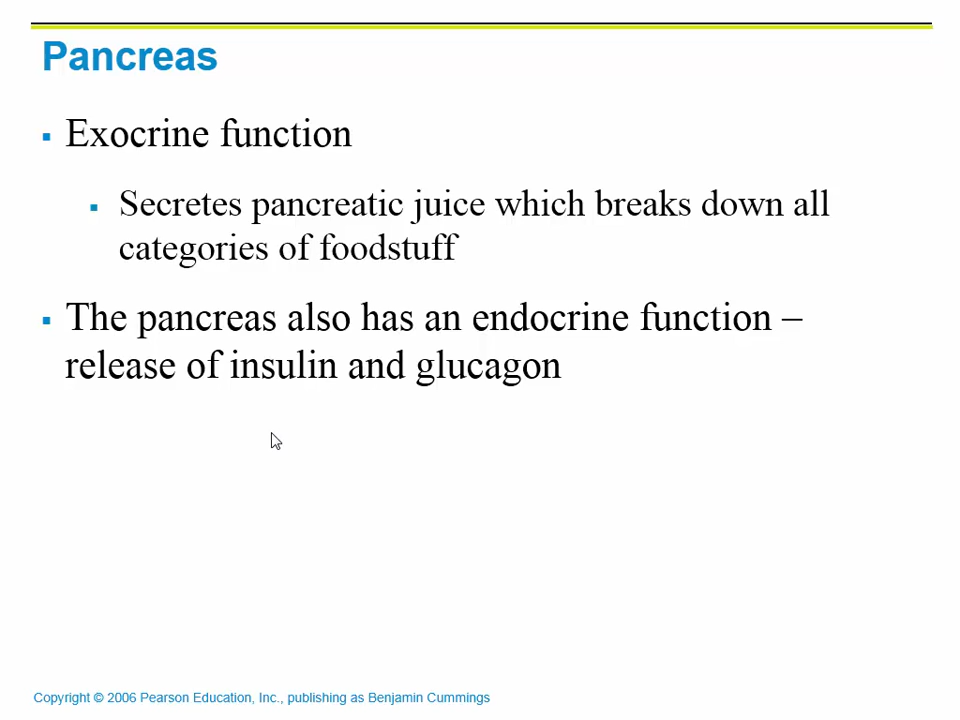 Pancreas
Exocrine function
Secretes pancreatic juice which breaks down all
categories of foodstuff
The pancreas also has an endocrine function –
release of insulin and glucagon
Copyright © 2006 Pearson Education, Inc., publishing as Benjamin Cummings